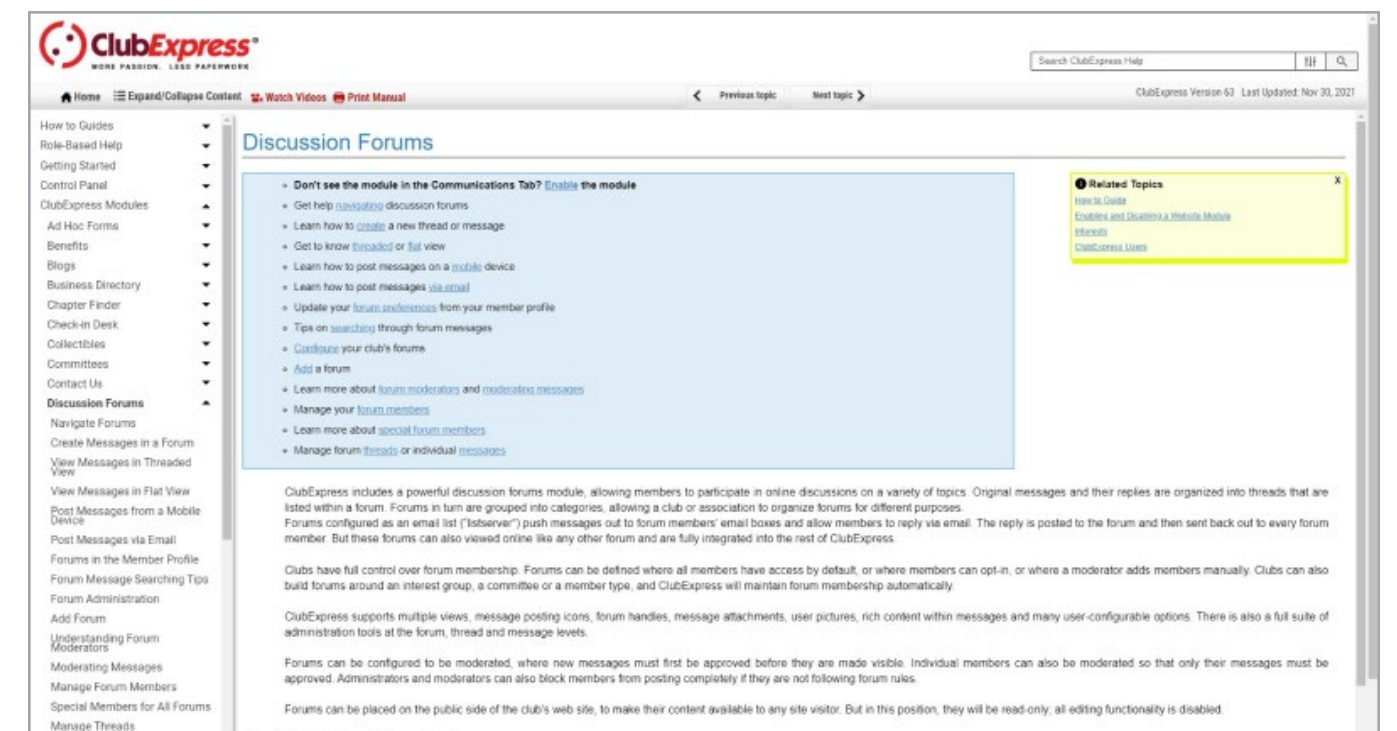 ClubExpress®
MORE PASSION. LESS PAPERWORK
Search ClubExpress Help
Home Expand/Collapse Content Watch Videos Print Manual
Previous topic Next topic
ClubExpress Version 63 Last Updated: Nov 30, 2021
How to Guides
Role-Based Help
Getting Started
Control Panel
ClubExpress Modules
Ad Hoc Forms
Benefits
Blogs
Business Directory
Chapter Finder
Check-in Desk
Collectibles
Committees
Contact Us
Discussion Forums
Navigate Forums
Create Messages in a Forum
View Messages in Threaded
View
View Messages in Flat View
Post Messages from a Mobile
Device
Post Messages via Email
Forums in the Member Profile
Forum Message Searching Tips
Forum Administration
Add Forum
Understanding Forum
Moderators
Moderating Messages
Manage Forum Members
Special Members for All Forums
Manage Threads
Discussion Forums
Don't see the module in the Communications Tab? Enable the module
Get help navigating discussion forums
Learn how to create a new thread or message
Get to know threaded or flat view
Learn how to post messages on a mobile device
Learn how to post messages via email
Update your forum preferences from your member profile
Tips on searching through forum messages
Configure your club's forums
Add a forum
Learn more about forum moderators and moderating messages
Manage your forum members
Learn more about special forum members
Manage forum threads or individual messages
Related Topics X
How to Guide
Enabling and Disabling a Website Module
Interests
ClubExpress Users
ClubExpress includes a powerful discussion forums module, allowing members to participate in online discussions on a variety of topics. Original messages and their replies are organized into threads that are
listed within a forum. Forums in turn are grouped into categories, allowing a club or association to organize forums for different purposes.
Forums configured as an email list ("listserver") push messages out to forum members' email boxes and allow members to reply via email. The reply is posted to the forum and then sent back out to every forum
member. But these forums can also viewed online like any other forum and are fully integrated into the rest of ClubExpress.
Clubs have full control over forum membership. Forums can be defined where all members have access by default, or where members can opt-in, or where a moderator adds members manually. Clubs can also
build forums around an interest group, a committee or a member type, and ClubExpress will maintain forum membership automatically.
ClubExpress supports multiple views, message posting icons, forum handles, message attachments, user pictures, rich content within messages and many user-configurable options. There is also a full suite of
administration tools at the forum, thread and message levels.
Forums can be configured to be moderated, where new messages must first be approved before they are made visible. Individual members can also be moderated so that only their messages must be
approved. Administrators and moderators can also block members from posting completely if they are not following forum rules.
Forums can be placed on the public side of the club's web site, to make their content available to any site visitor. But in this position, they will be read-only; all editing functionality is disabled.